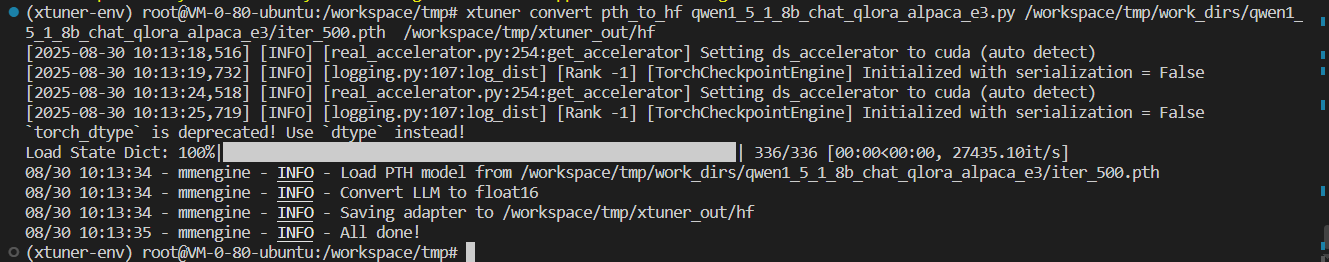 (xtuner-env) root@VM-0-80-ubuntu:/workspace/tmp# xtuner convert pth_to_hf qwen1_5_1_8b_chat_qlora_alpaca_e3.py /workspace/tmp/work_dirs/qwen1_
5_1_8b_chat_qlora_alpaca_e3/iter_500.pth  /workspace/tmp/xtuner_out/hf
[2025-08-30 10:13:18,516] [INFO] [real_accelerator.py:254:get_accelerator] Setting ds_accelerator to cuda (auto detect)
[2025-08-30 10:13:19,732] [INFO] [logging.py:107:log_dist] [Rank -1] [TorchCheckpointEngine] Initialized with serialization = False
[2025-08-30 10:13:24,518] [INFO] [real_accelerator.py:254:get_accelerator] Setting ds_accelerator to cuda (auto detect)
[2025-08-30 10:13:25,719] [INFO] [logging.py:107:log_dist] [Rank -1] [TorchCheckpointEngine] Initialized with serialization = False
`torch_dtype` is deprecated! Use `dtype` instead!
Load State Dict: 100%|| 336/336 [00:00<00:00, 27435.10it/s]
08/30 10:13:34 - mmengine - INFO - Load PTH model from /workspace/tmp/work_dirs/qwen1_5_1_8b_chat_qlora_alpaca_e3/iter_500.pth
08/30 10:13:34 - mmengine - INFO - Convert LLM to float16
08/30 10:13:34 - mmengine - INFO - Saving adapter to /workspace/tmp/xtuner_out/hf
08/30 10:13:35 - mmengine - INFO - All done!
(xtuner-env) root@VM-0-80-ubuntu:/workspace/tmp#